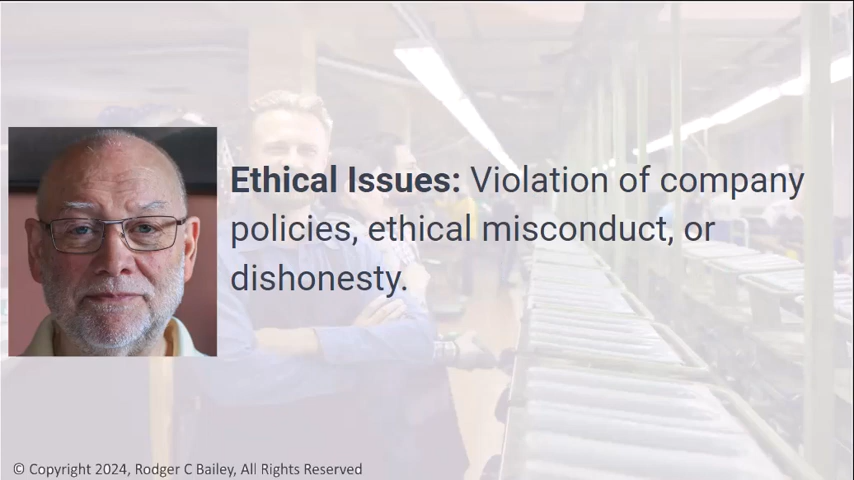 Ethical Issues: Violation of company
policies, ethical misconduct, or
dishonesty.
© Copyright 2024, Rodger C Bailey, All Rights Reserved